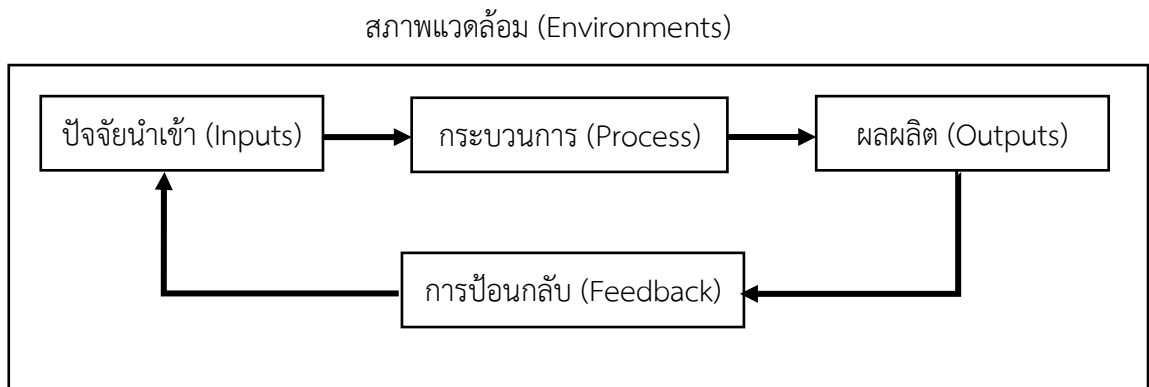 สภาพแวดล้อม (Environments)
ปัจจัยนำเข้า (Inputs)
กระบวนการ (Process)
ผลผลิต (Outputs)
การป้อนกลับ (Feedback)